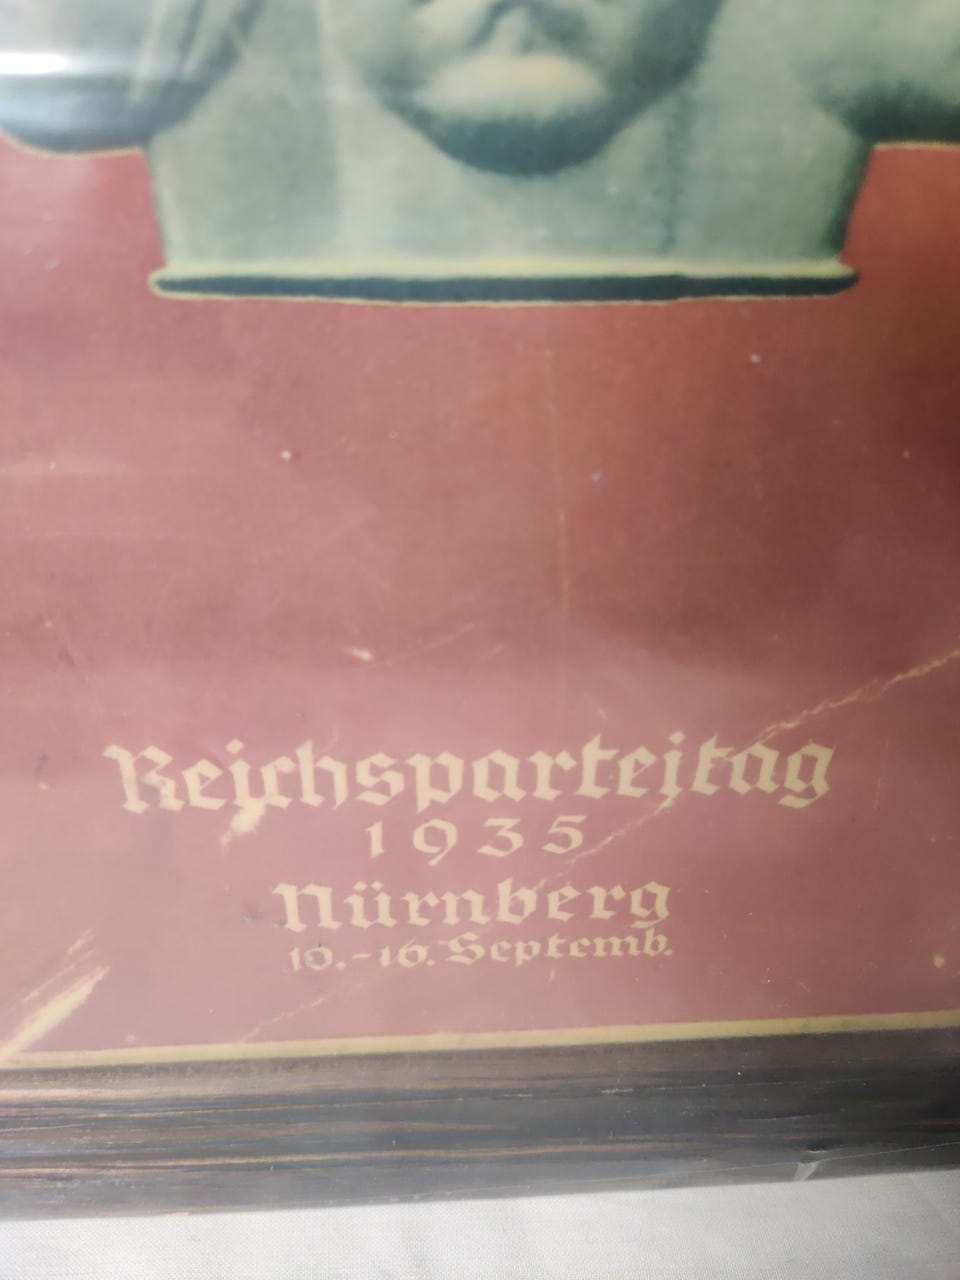 Reichsparteitag
1935
Nürnberg
10.-16. Septemb.